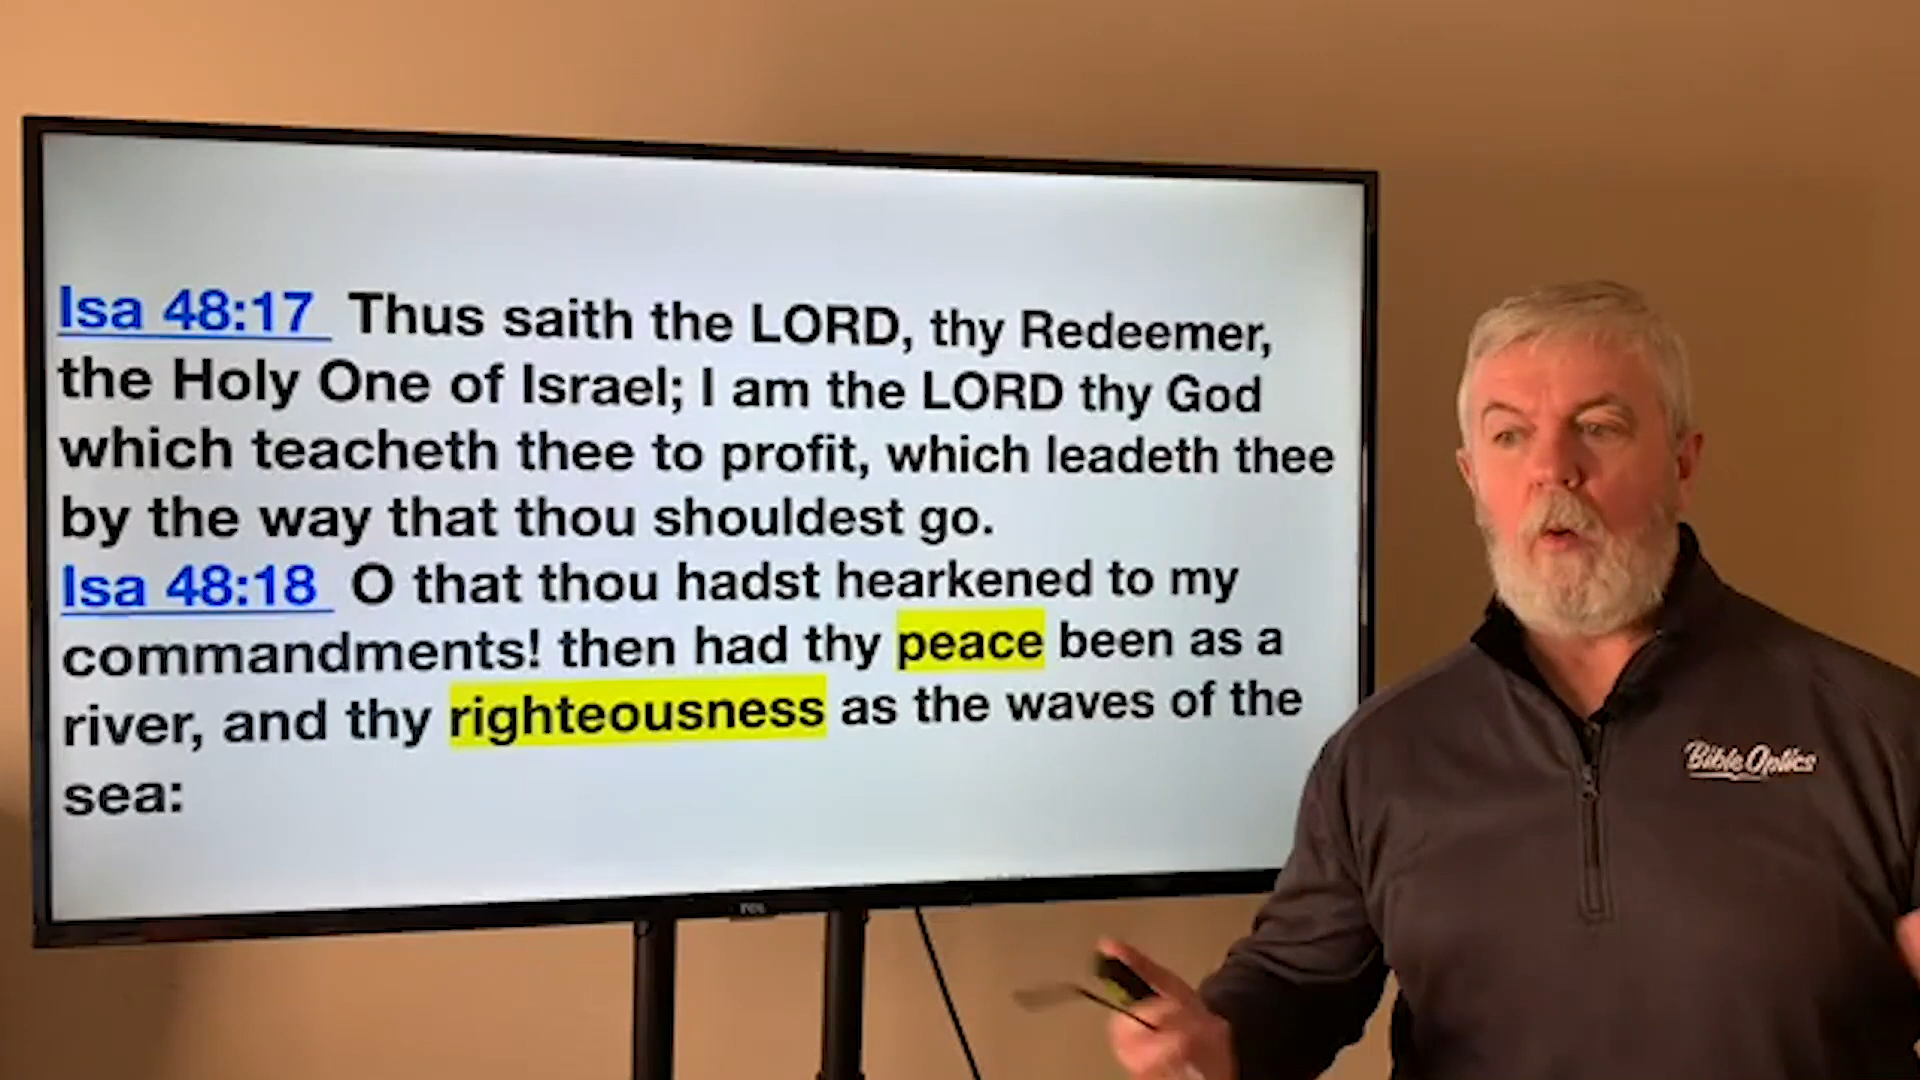 Isa 48:17 Thus saith the LORD, thy Redeemer,
the Holy One of Israel; I am the LORD thy God
which teacheth thee to profit, which leadeth thee
by the way that thou shouldest go.
Isa 48:18 O that thou hadst hearkened to my
commandments! then had thy peace been as a
river, and thy righteousness as the waves of the
sea:
TCL
Bible Optics